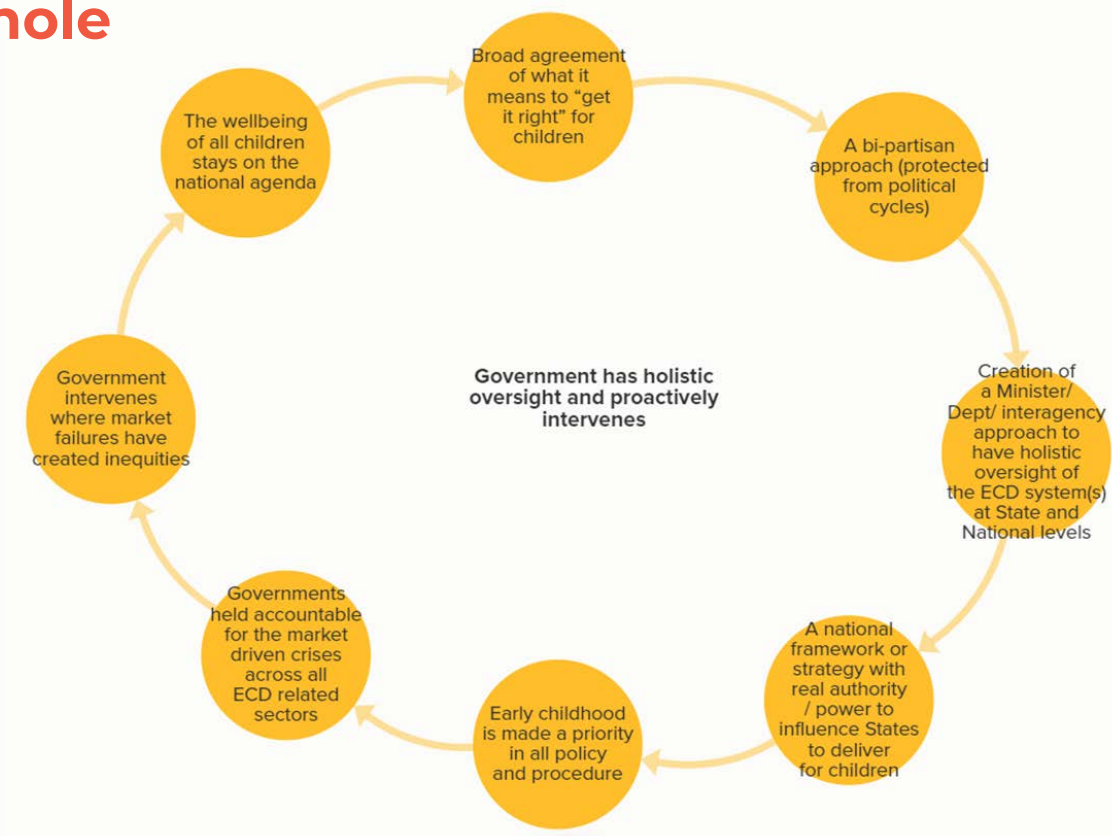 hole
Broad agreement
of what it
means to “get
it right” for
children
A bi-partisan
approach (protected
from political
cycles)
Creation of
a Minister/
Dept/ interagency
approach to
have holistic
oversight of
the ECD system(s)
at State and
National levels
A national
framework or
strategy with
real authority
/ power to
influence States
to deliver
for children
Early childhood
is made a priority
in all policy
and procedure
Governments
held accountable
for the market
driven crises
across all
ECD related
sectors
Government
intervenes
where market
failures have
created inequities
The wellbeing
of all children
stays on the
national agenda
Government has holistic
oversight and proactively
intervenes